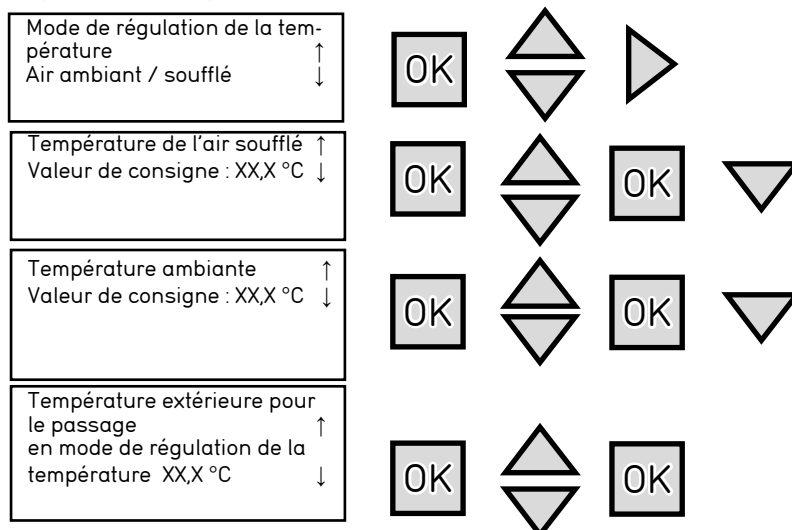 Mode de régulation de la tem-
pérature ↑
Air ambiant / soufflé ↓
OK
Température de l'air soufflé ↑
Valeur de consigne : XX,X °C ↓
OK OK
Température ambiante ↑
Valeur de consigne : XX,X °C ↓
OK OK
Température extérieure pour
le passage ↑
en mode de régulation de la
température XX,X °C ↓
OK OK